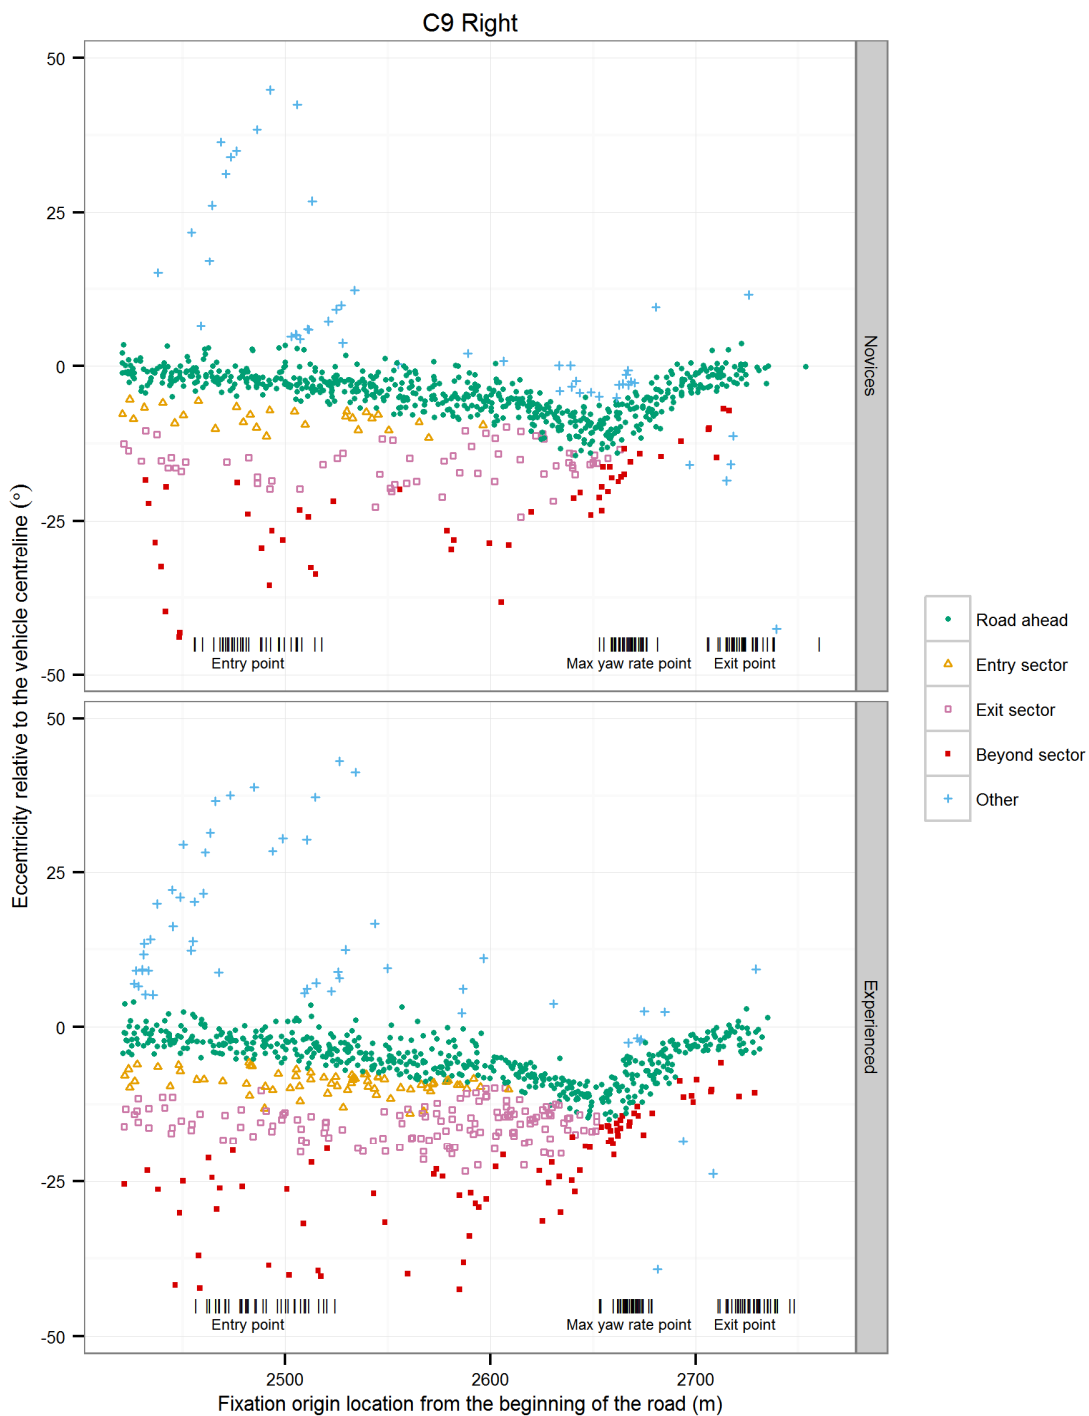 C9 Right
50
25
0
-25
-50
Entry point
Max yaw rate point
Exit point
Novices
50
25
0
-25
-50
Entry point
Max yaw rate point
Exit point
Experienced
2500
2600
2700
Fixation origin location from the beginning of the road (m)
Eccentricity relative to the vehicle centreline (°)
Road ahead
Entry sector
Exit sector
Beyond sector
Other